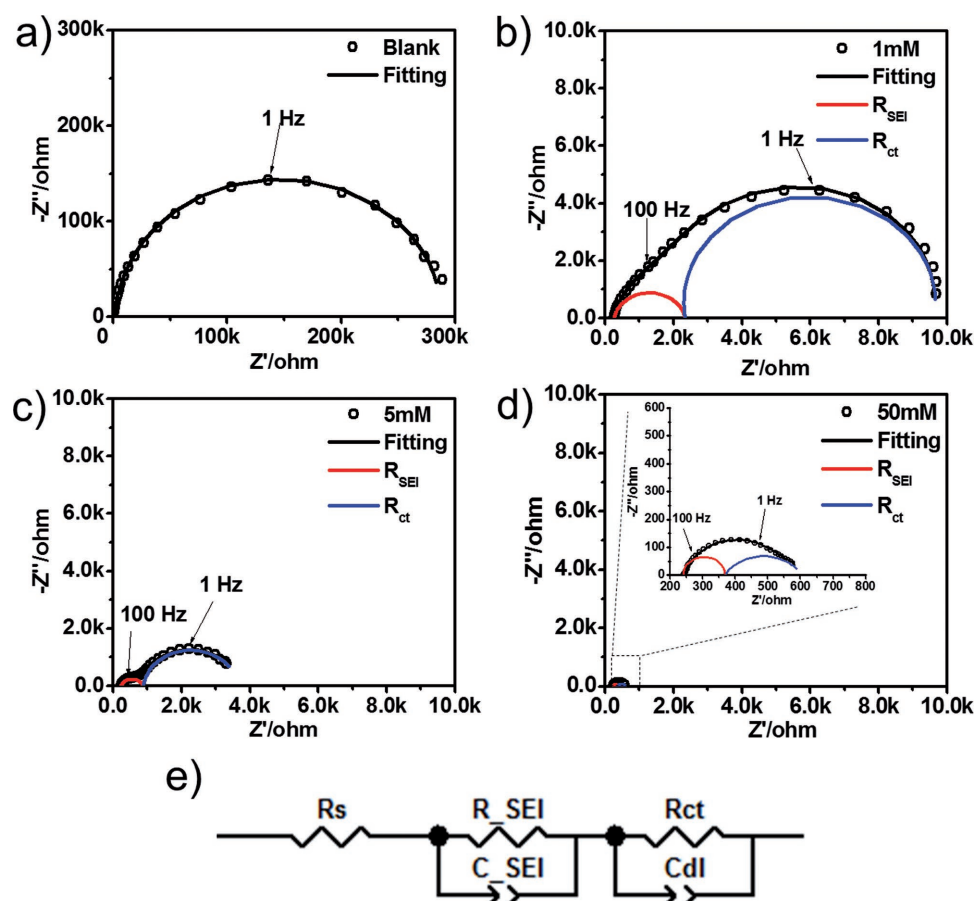 a)
300k
200k
100k
0
0
100k
200k
300k
-Z''/ohm
Z'/ohm
Blank
Fitting
1 Hz
b)
10.0k
8.0k
6.0k
4.0k
2.0k
0.0
0.0
2.0k
4.0k
6.0k
8.0k
10.0k
-Z''/ohm
Z'/ohm
1mM
Fitting
R_SEI
R_ct
1 Hz
100 Hz
c)
10.0k
8.0k
6.0k
4.0k
2.0k
0.0
0.0
2.0k
4.0k
6.0k
8.0k
10.0k
-Z''/ohm
Z'/ohm
5mM
Fitting
R_SEI
R_ct
100 Hz
1 Hz
d)
10.0k
8.0k
6.0k
4.0k
2.0k
0.0
0.0
2.0k
4.0k
6.0k
8.0k
10.0k
-Z''/ohm
Z'/ohm
50mM
Fitting
R_SEI
R_ct
600
500
400
300
200
100
0
200
300
400
500
600
700
800
-Z''/ohm
Z'/ohm
100 Hz
1 Hz
e)
Rs
R_SEI
Rct
C_SEI
Cdl